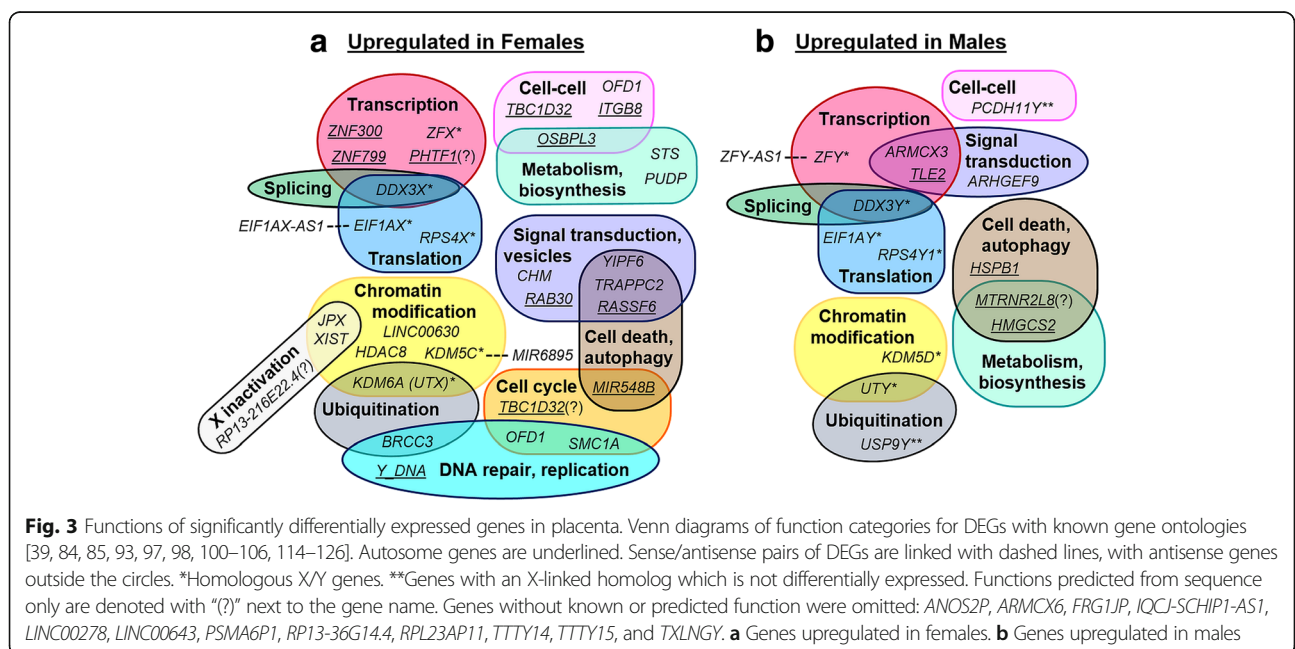 a Upregulated in Females
b Upregulated in Males
Transcription
ZNF300 ZFX*
ZNF799 PHTF1(?)
Splicing
DDX3X*
EIF1AX-AS1 --- EIF1AX*
RPS4X*
Translation
Cell-cell OFD1
TBC1D32 ITGB8
OSBPL3
Metabolism,
biosynthesis
STS
PUDP
Signal transduction,
vesicles
YIPF6
CHM
TRAPPC2
RAB30
RASSF6
Cell death,
autophagy
MIR548B
Chromatin
modification
JPX
XIST
LINC00630
HDAC8 KDM5C* --- MIR6895
X inactivation
RP13-216E22.4(?)
KDM6A (UTX)*
Ubiquitination
BRCC3
Cell cycle
TBC1D32(?)
OFD1 SMC1A
Y_DNA DNA repair, replication
Cell-cell
PCDH11Y**
Transcription
ZFY-AS1 --- ZFY*
ARMCX3
TLE2
Signal
transduction
ARHGEF9
Splicing
DDX3Y*
EIF1AY*
RPS4Y1*
Translation
Cell death,
autophagy
HSPB1
MTRNR2L8(?)
HMGCS2
Metabolism,
biosynthesis
Chromatin
modification
KDM5D*
UTY*
Ubiquitination
USP9Y**
Fig. 3 Functions of significantly differentially expressed genes in placenta. Venn diagrams of function categories for DEGs with known gene ontologies
[39, 84, 85, 93, 97, 98, 100–106, 114–126]. Autosome genes are underlined. Sense/antisense pairs of DEGs are linked with dashed lines, with antisense genes
outside the circles. *Homologous X/Y genes. **Genes with an X-linked homolog which is not differentially expressed. Functions predicted from sequence
only are denoted with “(?)” next to the gene name. Genes without known or predicted function were omitted: ANOS2P, ARMCX6, FRG1JP, IQCJ-SCHIP1-AS1,
LINC00278, LINC00643, PSMA6P1, RP13-36G14.4, RPL23AP11, TTTY14, TTTY15, and TXLNGY. a Genes upregulated in females. b Genes upregulated in males